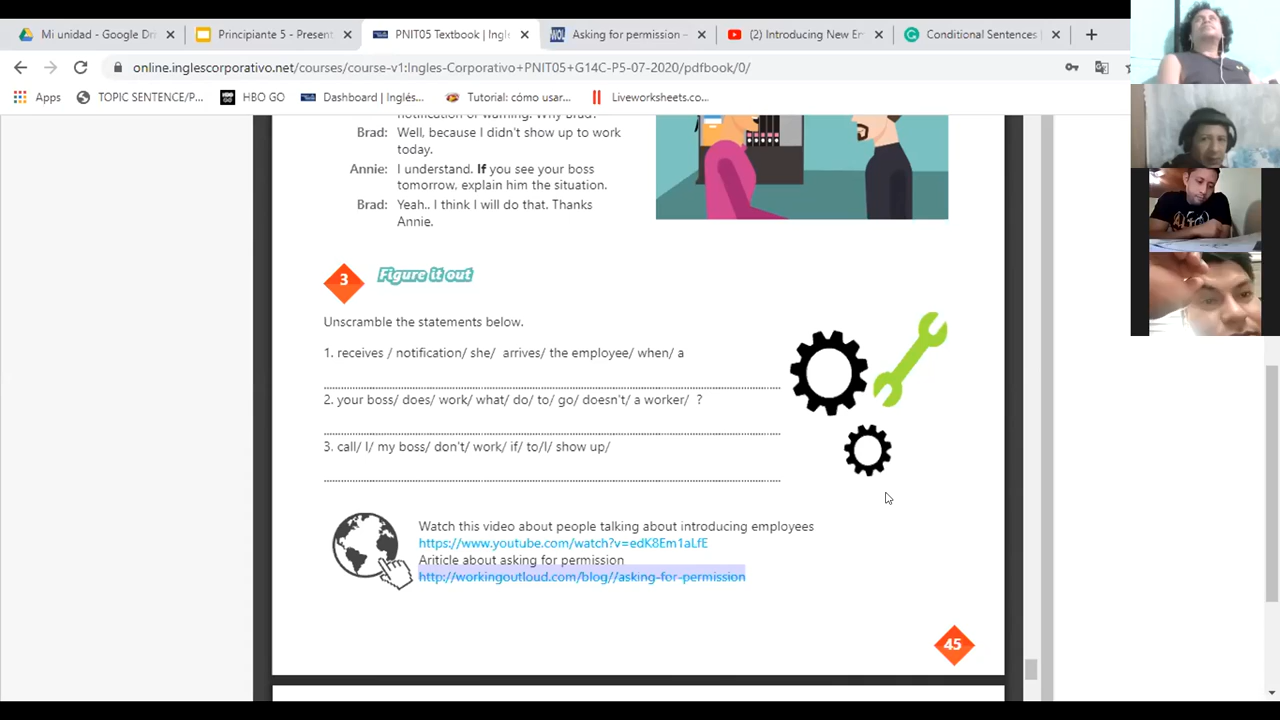 Mi unidad - Google Dri
Principiante 5 - Present
PNIT05 Textbook | Ingl
Asking for permission –
(2) Introducing New En
Conditional Sentences |
online.inglescorporativo.net/courses/course-v1:Ingles-Corporativo+PNIT05+G14C-P5-07-2020/pdfbook/0/
Apps
TOPIC SENTENCE/P...
HBO GO
Dashboard | Inglés...
Tutorial: cómo usar...
Liveworksheets.co...
notification of warning. Why Brad?
Brad: Well, because I didn't show up to work
today.
Annie: I understand. If you see your boss
tomorrow, explain him the situation.
Brad: Yeah.. I think I will do that. Thanks
Annie.
3 Figure it out
Unscramble the statements below.
1. receives / notification/ she/ arrives/ the employee/ when/ a
2. your boss/ does/ work/ what/ do/ to/ go/ doesn't/ a worker/ ?
3. call/ I/ my boss/ don't/ work/ if/ to/I/ show up/
Watch this video about people talking about introducing employees
https://www.youtube.com/watch?v=edK8Em1aLfE
Ariticle about asking for permission
http://workingoutloud.com/blog//asking-for-permission
45